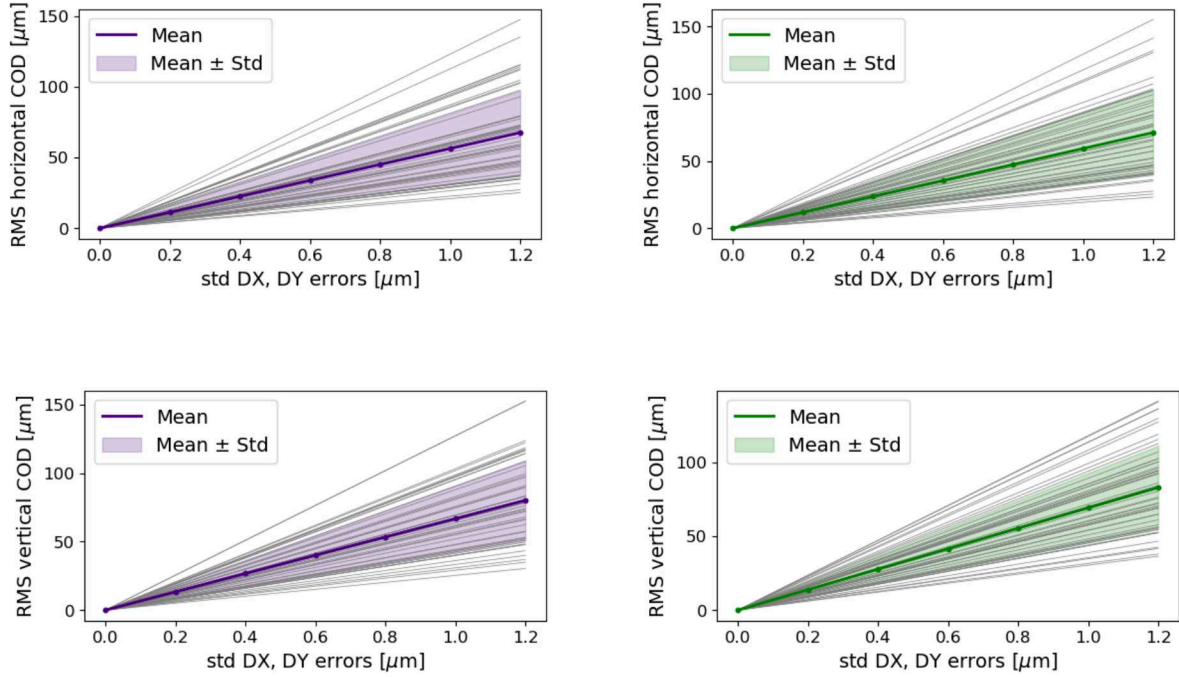 RMS horizontal COD [μm]
150
100
50
0
Mean
Mean ± Std
0.0 0.2 0.4 0.6 0.8 1.0 1.2
std DX, DY errors [μm]
RMS horizontal COD [μm]
150
100
50
0
Mean
Mean ± Std
0.0 0.2 0.4 0.6 0.8 1.0 1.2
std DX, DY errors [μm]
RMS vertical COD [μm]
150
100
50
0
Mean
Mean ± Std
0.0 0.2 0.4 0.6 0.8 1.0 1.2
std DX, DY errors [μm]
RMS vertical COD [μm]
100
50
0
Mean
Mean ± Std
0.0 0.2 0.4 0.6 0.8 1.0 1.2
std DX, DY errors [μm]